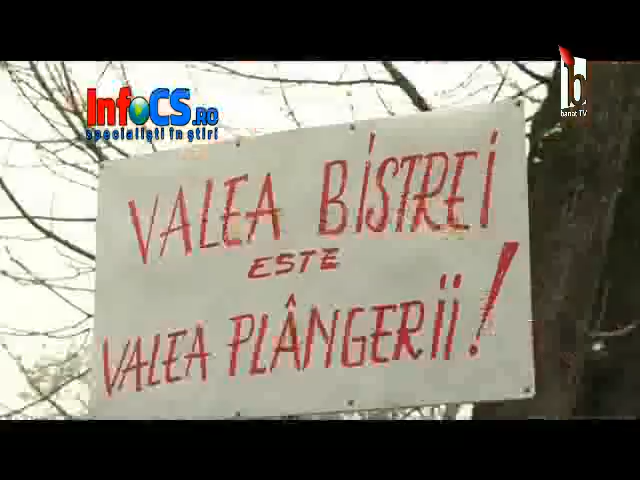 InfoCS.RO
specialiști în știri
b
banat TV
VALEA BISTREI
ESTE
VALEA PLÂNGERII!